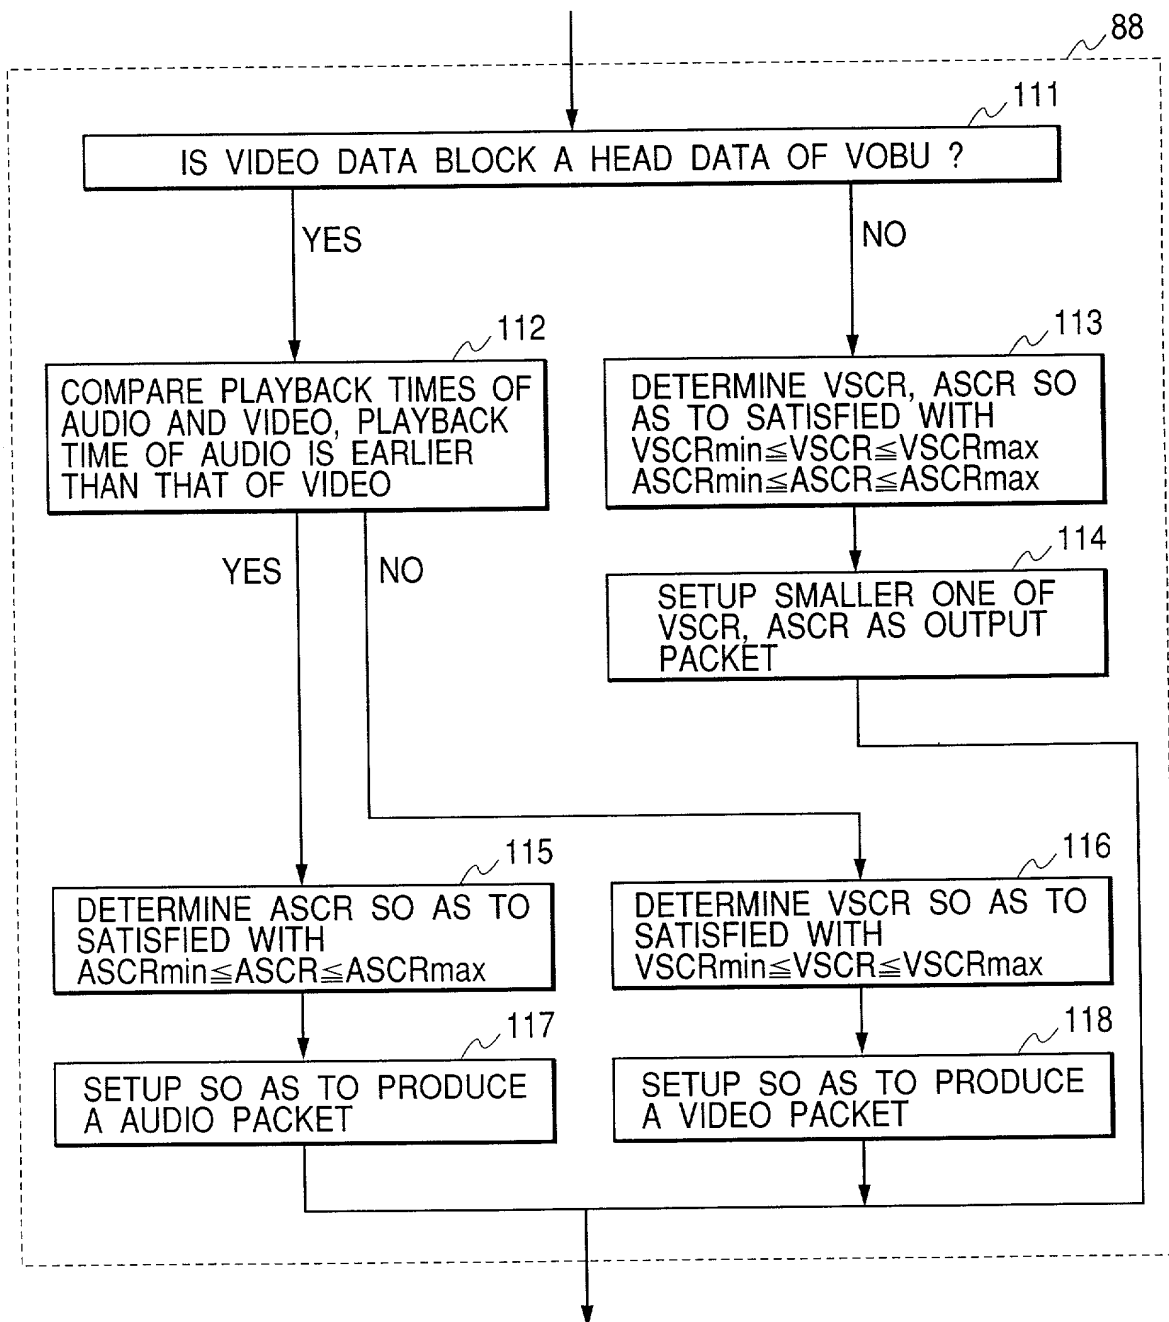 88
111
IS VIDEO DATA BLOCK A HEAD DATA OF VOBU ?
YES
NO
112
COMPARE PLAYBACK TIMES OF
AUDIO AND VIDEO, PLAYBACK
TIME OF AUDIO IS EARLIER
THAN THAT OF VIDEO
113
DETERMINE VSCR, ASCR SO
AS TO SATISFIED WITH
VSCRmin≦VSCR≦VSCRmax
ASCRmin≦ASCR≦ASCRmax
YES
NO
114
SETUP SMALLER ONE OF
VSCR, ASCR AS OUTPUT
PACKET
115
DETERMINE ASCR SO AS TO
SATISFIED WITH
ASCRmin≦ASCR≦ASCRmax
116
DETERMINE VSCR SO AS TO
SATISFIED WITH
VSCRmin≦VSCR≦VSCRmax
117
SETUP SO AS TO PRODUCE
A AUDIO PACKET
118
SETUP SO AS TO PRODUCE
A VIDEO PACKET